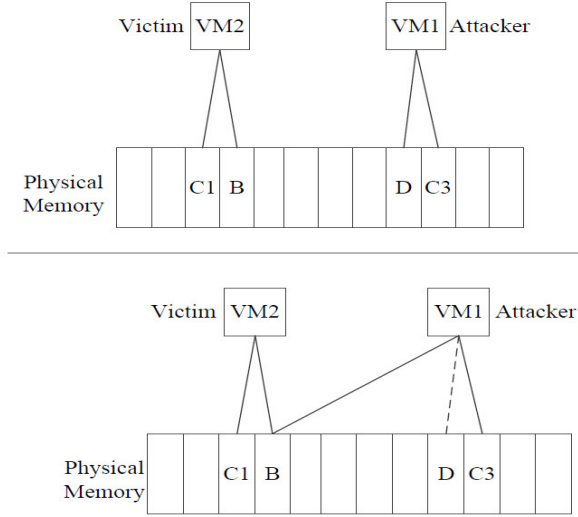 Victim VM2 VM1 Attacker
Physical Memory C1 B D C3
Victim VM2 VM1 Attacker
Physical Memory C1 B D C3